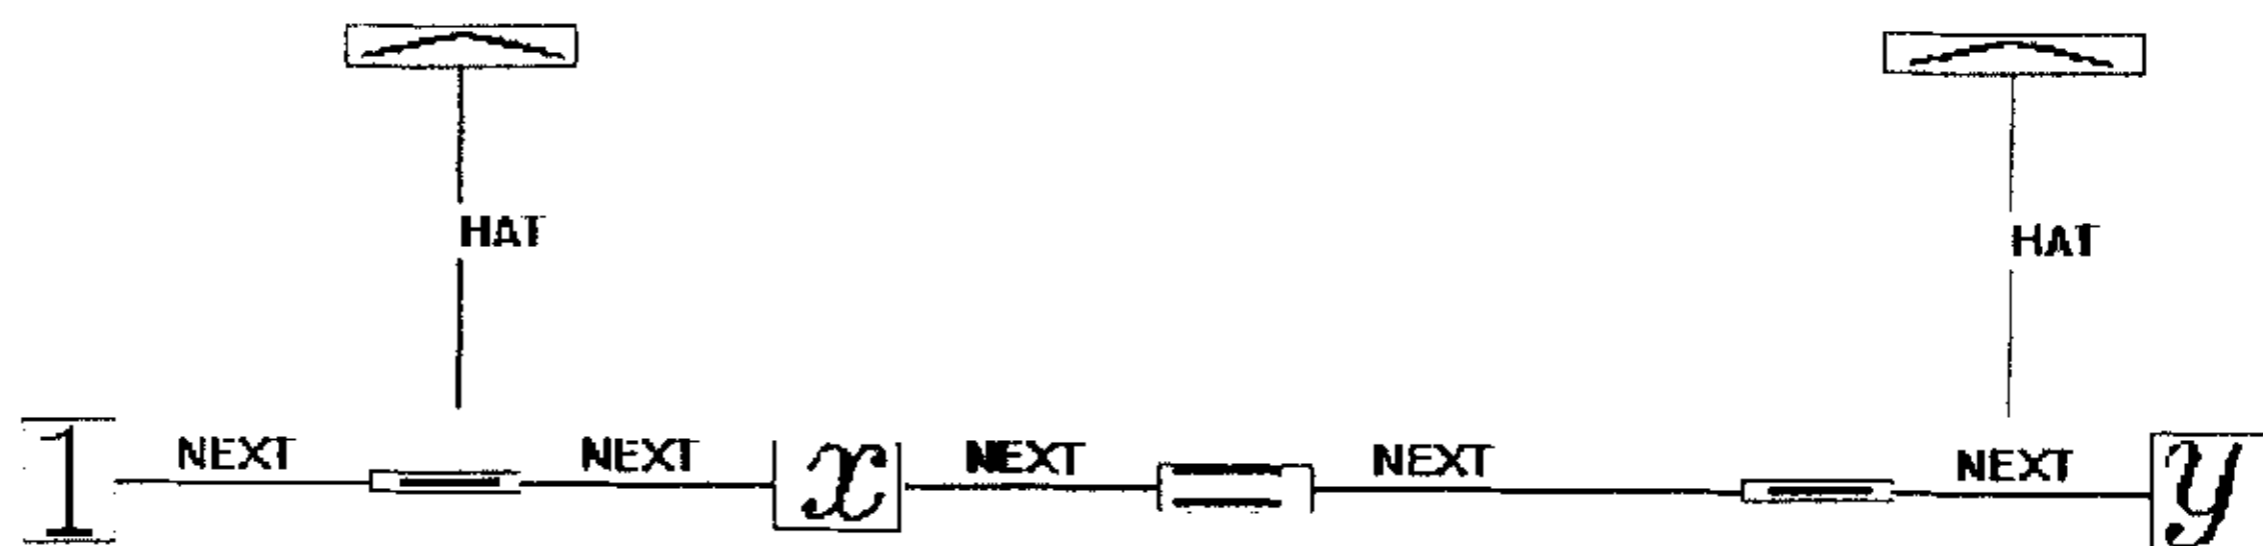 HAT HAT
1 NEXT − NEXT x NEXT = NEXT − NEXT y